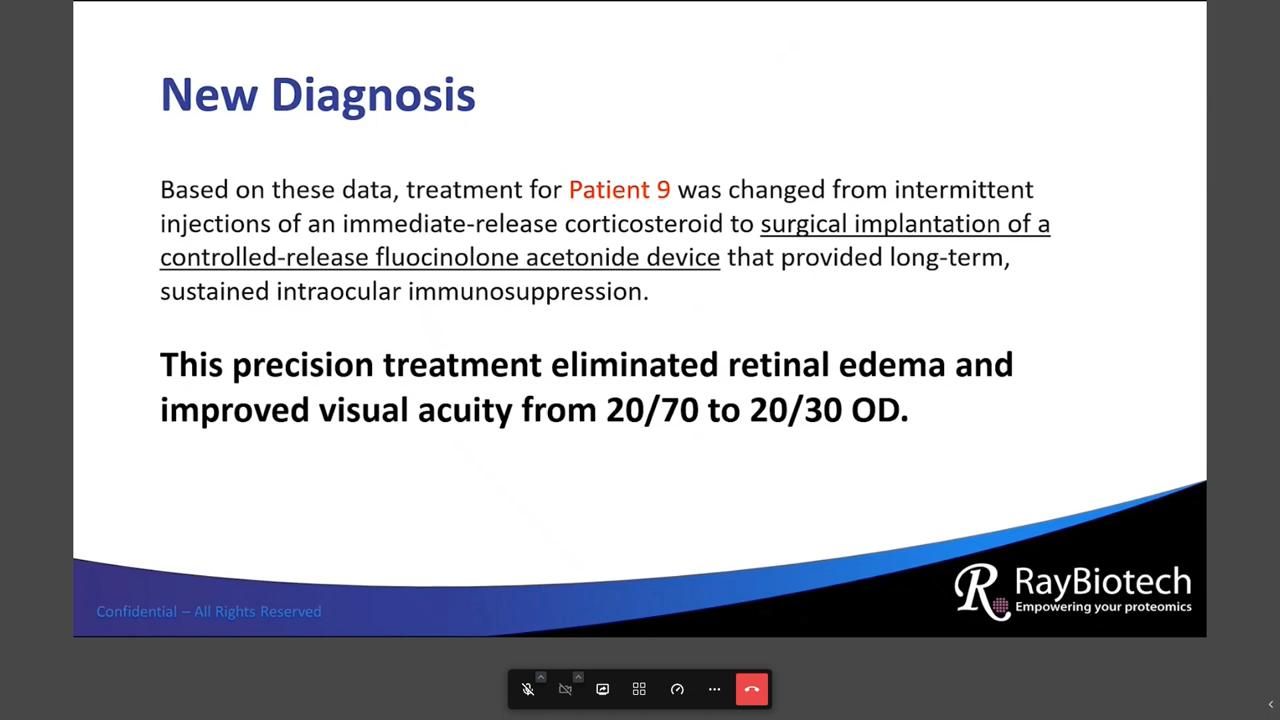 New Diagnosis
Based on these data, treatment for Patient 9 was changed from intermittent
injections of an immediate-release corticosteroid to surgical implantation of a
controlled-release fluocinolone acetonide device that provided long-term,
sustained intraocular immunosuppression.
This precision treatment eliminated retinal edema and
improved visual acuity from 20/70 to 20/30 OD.
Confidential – All Rights Reserved
R RayBiotech
Empowering your proteomics